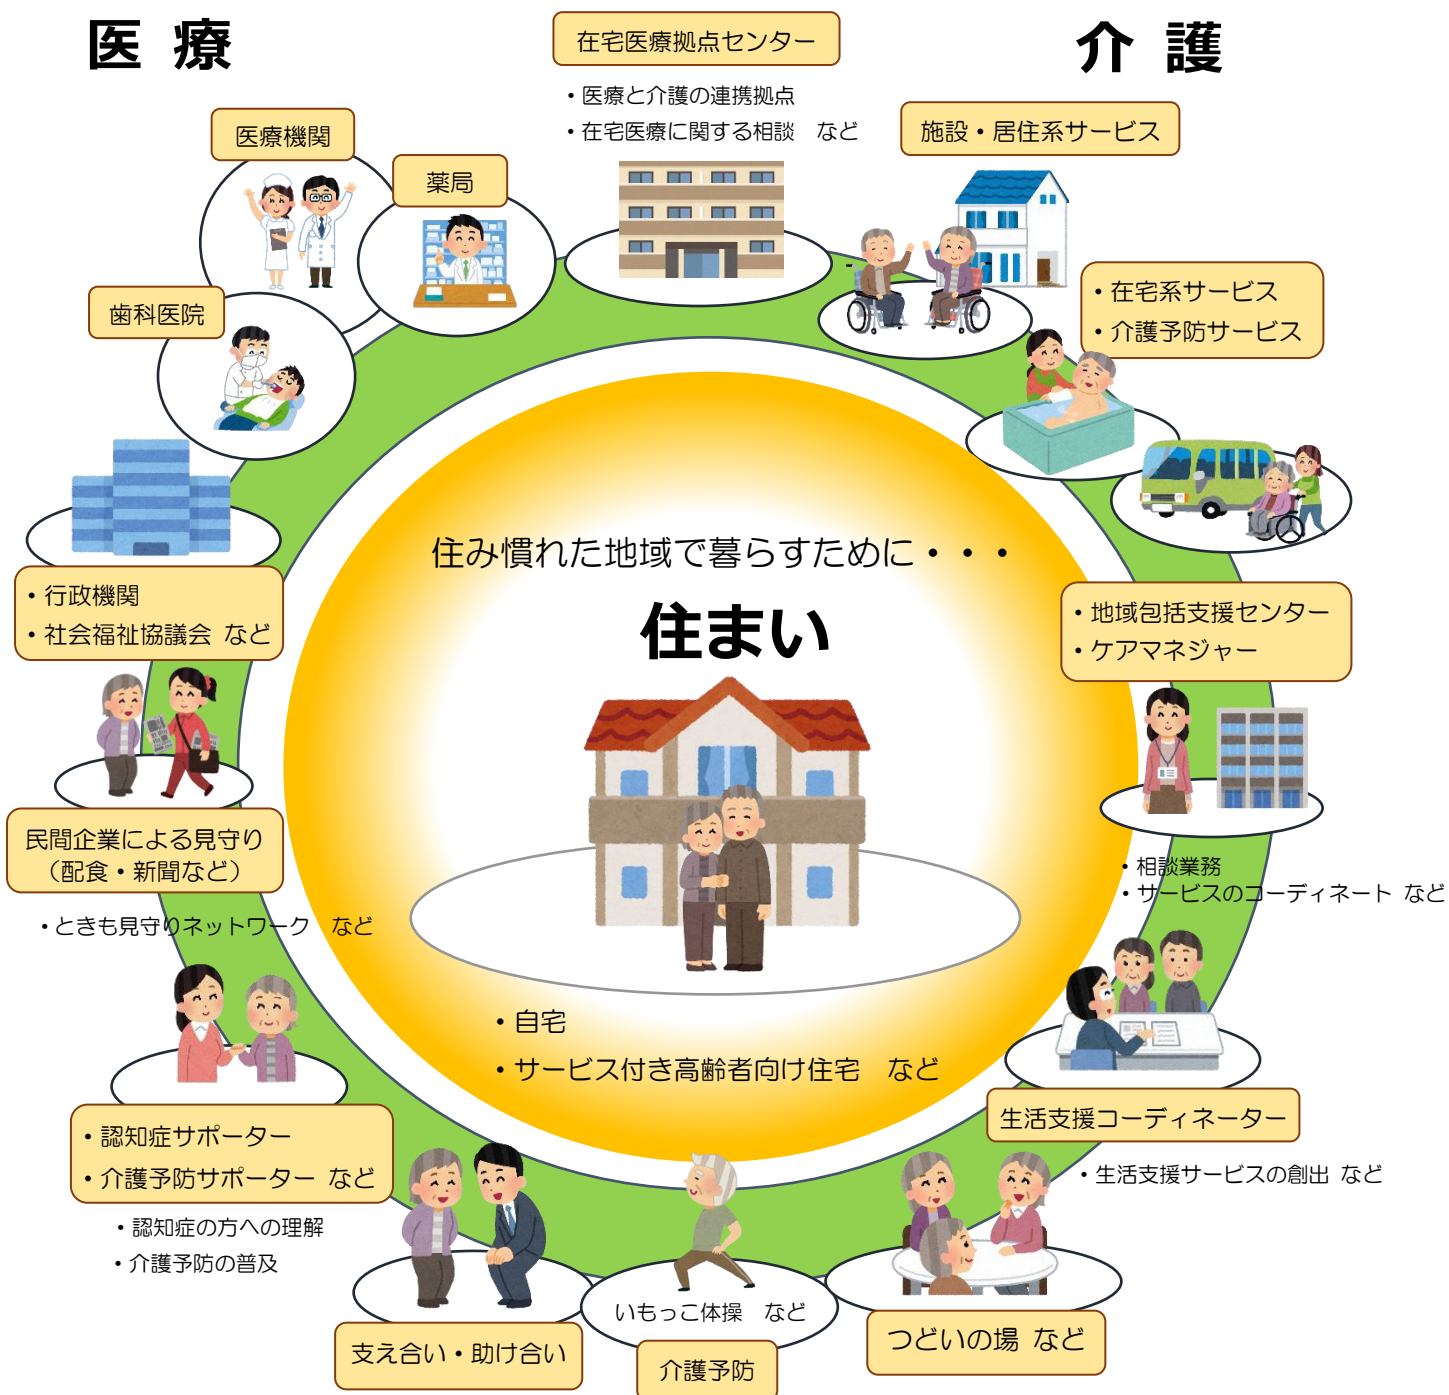 医 療
在宅医療拠点センター
・医療と介護の連携拠点
・在宅医療に関する相談　など
介 護
医療機関
薬局
歯科医院
施設・居住系サービス
・在宅系サービス
・介護予防サービス
・行政機関
・社会福祉協議会 など
住み慣れた地域で暮らすために・・・
住まい
・地域包括支援センター
・ケアマネジャー
民間企業による見守り
（配食・新聞など）
・ときも見守りネットワーク　など
・相談業務
・サービスのコーディネート など
・自宅
・サービス付き高齢者向け住宅　など
・認知症サポーター
・介護予防サポーター など
・認知症の方への理解
・介護予防の普及
生活支援コーディネーター
・生活支援サービスの創出 など
支え合い・助け合い
いもっこ体操　など
介護予防
つどいの場 など